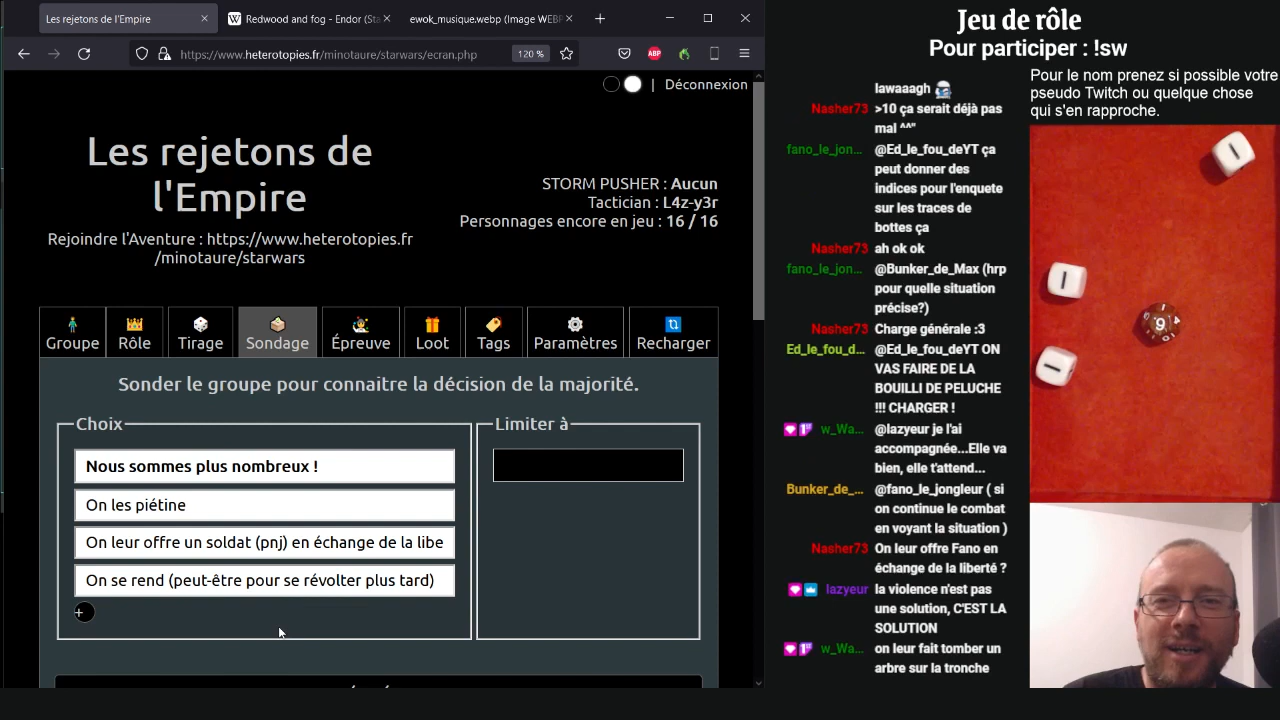 Les rejetons de l'Empire
Redwood and fog - Endor (Sta
ewok_musique.webp (Image WEBP
https://www.heterotopies.fr/minotaure/starwars/ecran.php
120 %
ABP
| Déconnexion
Les rejetons de
l'Empire
Rejoindre l'Aventure : https://www.heterotopies.fr
/minotaure/starwars
STORM PUSHER : Aucun
Tactician : L4z-y3r
Personnages encore en jeu : 16 / 16
Groupe
Rôle
Tirage
Sondage
Épreuve
Loot
Tags
Paramètres
Recharger
Sonder le groupe pour connaitre la décision de la majorité.
Choix
Nous sommes plus nombreux !
On les piétine
On leur offre un soldat (pnj) en échange de la libe
On se rend (peut-être pour se révolter plus tard)
+
Limiter à
lawaaagh
Nasher73 >10 ça serait déjà pas
mal ^^"
fano_le_jon... @Ed_le_fou_deYT ça
peut donner des
indices pour l'enquete
sur les traces de
bottes ça
Nasher73 ah ok ok
fano_le_jon... @Bunker_de_Max (hrp
pour quelle situation
précise?)
Nasher73 Charge générale :3
Ed_le_fou_d... @Ed_le_fou_deYT ON
VAS FAIRE DE LA
BOUILLI DE PELUCHE
!!! CHARGER !
w_Wa... @lazyeur je l'ai
accompagnée...Elle va
bien, elle t'attend...
Bunker_de_... @fano_le_jongleur ( si
on continue le combat
en voyant la situation )
Nasher73 On leur offre Fano en
échange de la liberté ?
lazyeur la violence n'est pas
une solution, C'EST LA
SOLUTION
w_Wa... on leur fait tomber un
arbre sur la tronche
Jeu de rôle
Pour participer : !sw
Pour le nom prenez si possible votre
pseudo Twitch ou quelque chose
qui s'en rapproche.
9